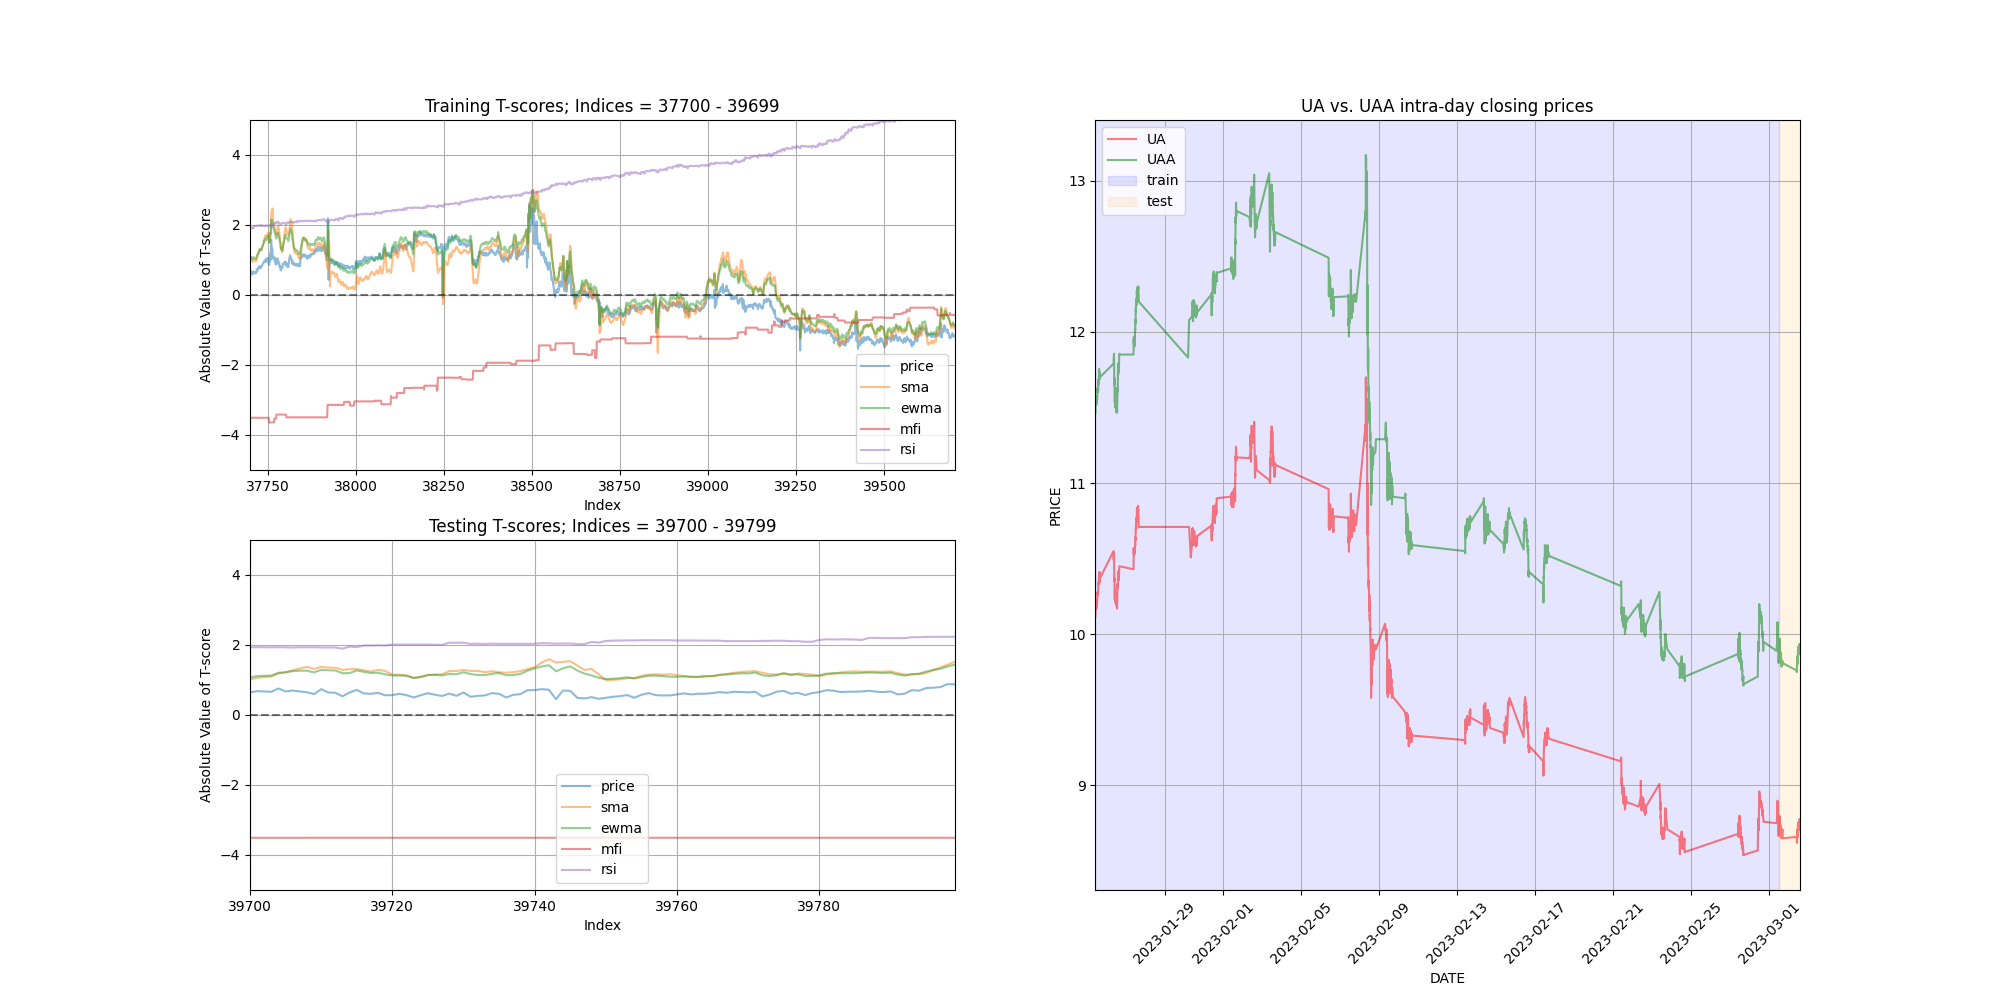 Training T-scores; Indices = 37700 - 39699
Absolute Value of T-score
4
2
0
−2
−4
price
sma
ewma
mfi
rsi
37750 38000 38250 38500 38750 39000 39250 39500
Index
Testing T-scores; Indices = 39700 - 39799
Absolute Value of T-score
4
2
0
−2
−4
price
sma
ewma
mfi
rsi
39700 39720 39740 39760 39780
Index
UA vs. UAA intra-day closing prices
UA
UAA
train
test
PRICE
13
12
11
10
9
2023-01-29 2023-02-01 2023-02-05 2023-02-09 2023-02-13 2023-02-17 2023-02-21 2023-02-25 2023-03-01
DATE